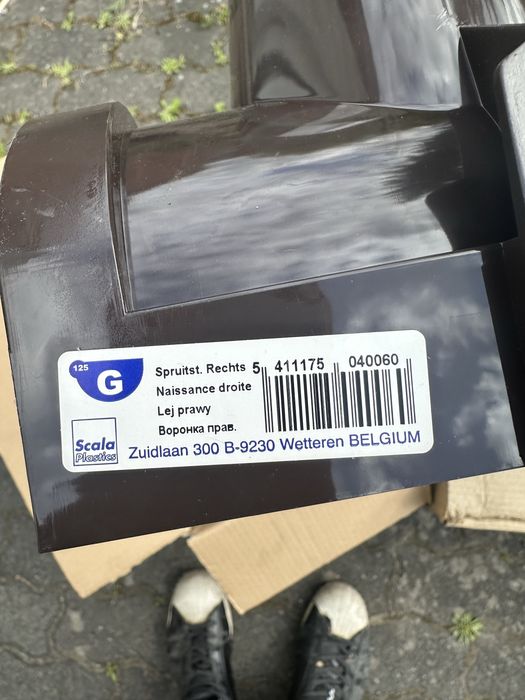 125
G
Spruitst. Rechts
Naissance droite
Lej prawy
Воронка прав.
5 411175 040060
Scala
Plastics
Zuidlaan 300 B-9230 Wetteren BELGIUM